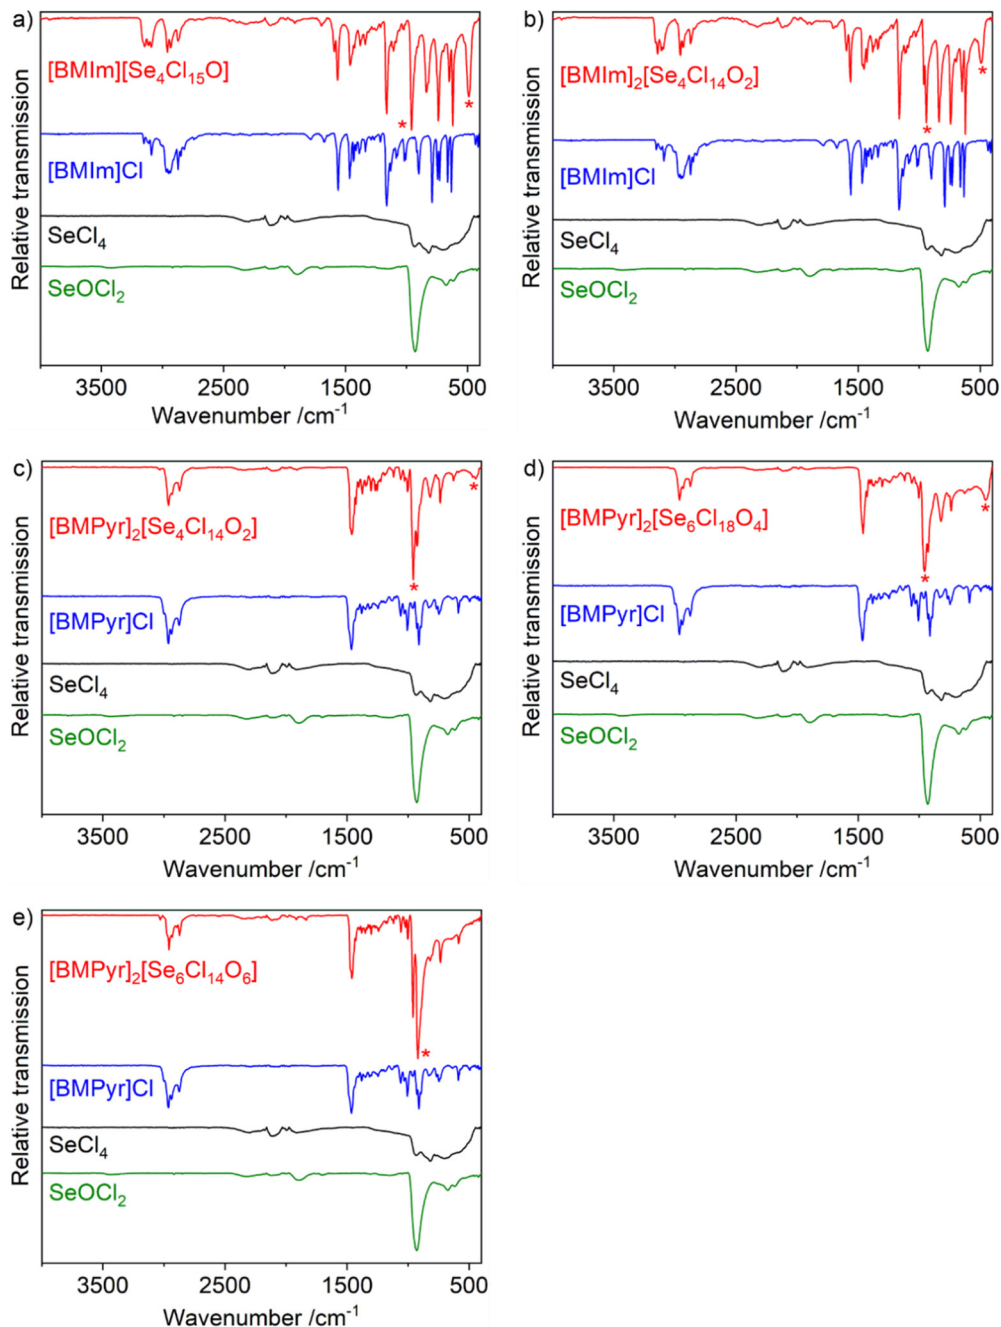 a)
Relative transmission
[BMIm][Se₄Cl₁₅O]
*
*
[BMIm]Cl
SeCl₄
SeOCl₂
3500 2500 1500 500
Wavenumber /cm⁻¹
b)
Relative transmission
[BMIm]₂[Se₄Cl₁₄O₂]
*
*
[BMIm]Cl
SeCl₄
SeOCl₂
3500 2500 1500 500
Wavenumber /cm⁻¹
c)
Relative transmission
*
[BMPyr]₂[Se₄Cl₁₄O₂]
*
[BMPyr]Cl
SeCl₄
SeOCl₂
3500 2500 1500 500
Wavenumber /cm⁻¹
d)
Relative transmission
*
[BMPyr]₂[Se₆Cl₁₈O₄]
*
[BMPyr]Cl
SeCl₄
SeOCl₂
3500 2500 1500 500
Wavenumber /cm⁻¹
e)
Relative transmission
[BMPyr]₂[Se₆Cl₁₄O₆]
*
[BMPyr]Cl
SeCl₄
SeOCl₂
3500 2500 1500 500
Wavenumber /cm⁻¹